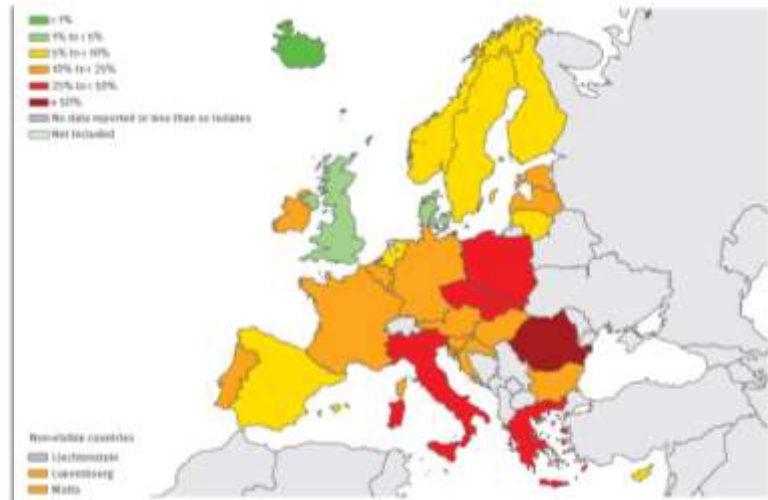 < 1%
1% to < 5%
5% to < 10%
10% to < 25%
25% to < 50%
≥ 50%
No data reported or less than 10 isolates
Not included
Non-visible countries
Liechtenstein
Luxembourg
Malta